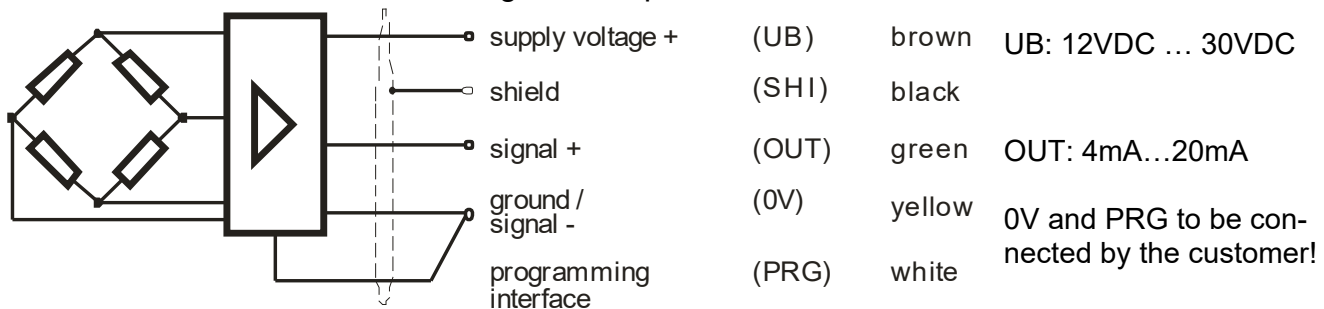 supply voltage + (UB) brown UB: 12VDC … 30VDC
shield (SHI) black
signal + (OUT) green OUT: 4mA…20mA
ground /
signal - (0V) yellow
0V and PRG to be con-
nected by the customer!
programming
interface (PRG) white